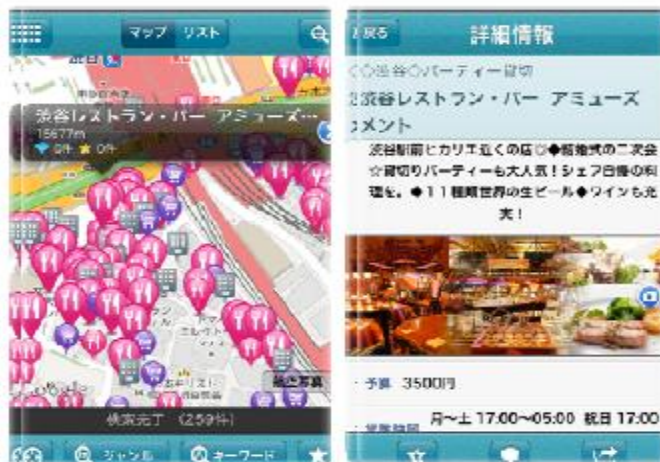 マップ リスト
渋谷レストラン・バー アミューズ…
15677m
0件 0件
検索完了 (259件)
ジャンル
キーワード
戻る
詳細情報
渋谷レストラン・バー アミューズ
メント
渋谷駅前ヒカリエ近くの店♡◆結婚式の二次会
☆貸切りパーティーも大人気!シェフ自慢の料
理を。◆11種類世界の生ビール◆ワインも充
実!
予算 3500円
月~土 17:00~05:00 祝日 17:00